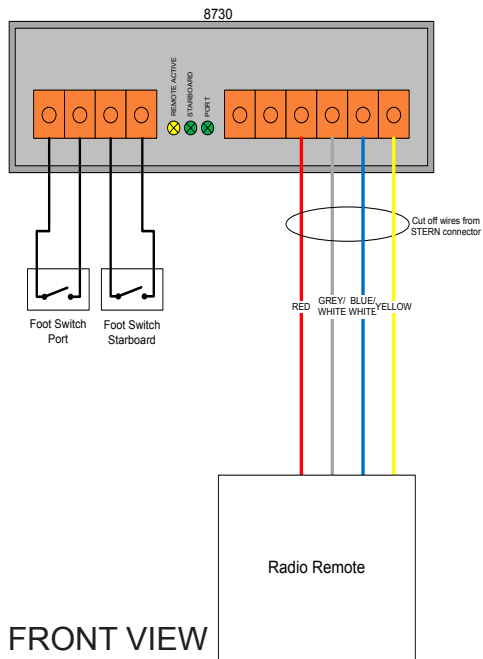 8730
REMOTE ACTIVE
STARBOARD
PORT
Cut off wires from
STERN connector
RED
GREY/
WHITE
BLUE/
WHITE
YELLOW
Foot Switch
Port
Foot Switch
Starboard
Radio Remote
FRONT VIEW